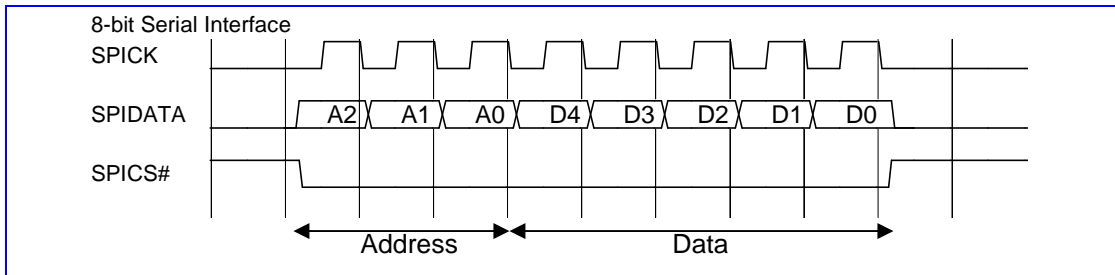 8-bit Serial Interface
SPICK
SPIDATA A2 A1 A0 D4 D3 D2 D1 D0
SPICS#
Address Data